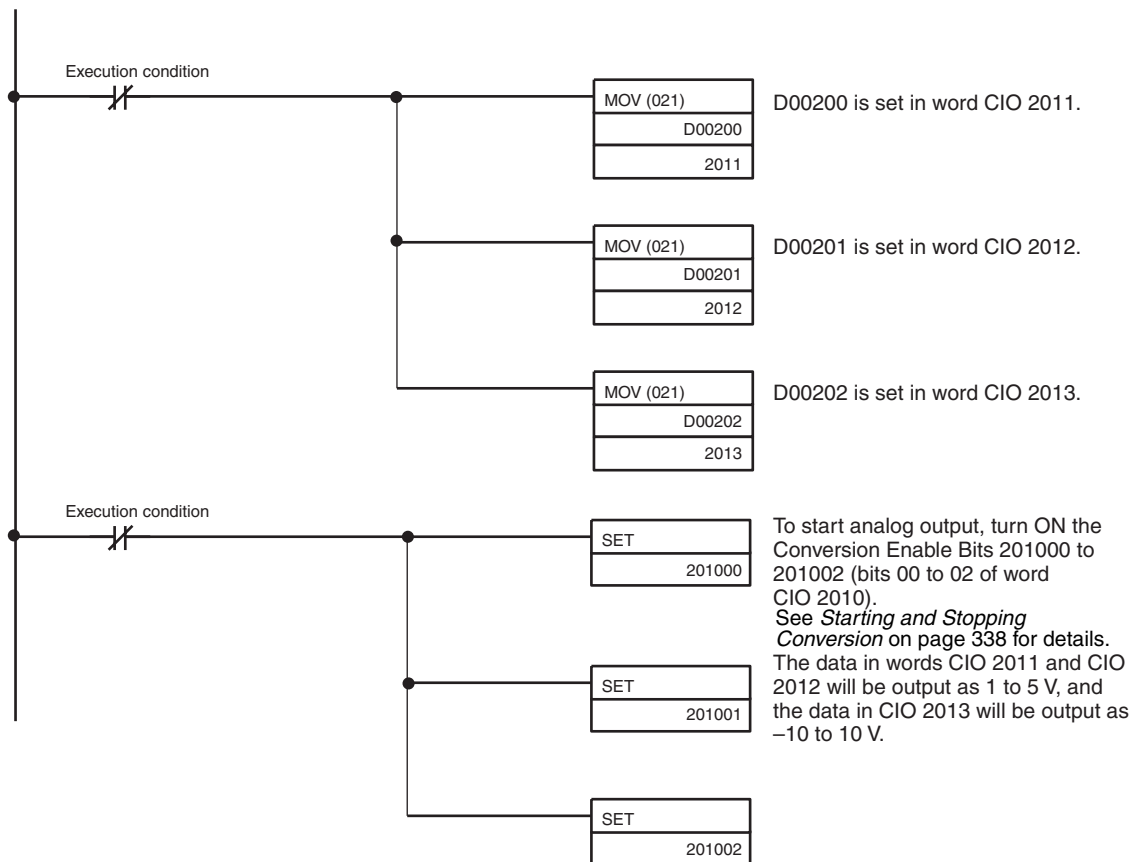 Execution condition
MOV (021)
D00200
2011
D00200 is set in word CIO 2011.
MOV (021)
D00201
2012
D00201 is set in word CIO 2012.
MOV (021)
D00202
2013
D00202 is set in word CIO 2013.
Execution condition
SET
201000
To start analog output, turn ON the
Conversion Enable Bits 201000 to
201002 (bits 00 to 02 of word
CIO 2010).
See Starting and Stopping
Conversion on page 338 for details.
The data in words CIO 2011 and CIO
2012 will be output as 1 to 5 V, and
the data in CIO 2013 will be output as
–10 to 10 V.
SET
201001
SET
201002